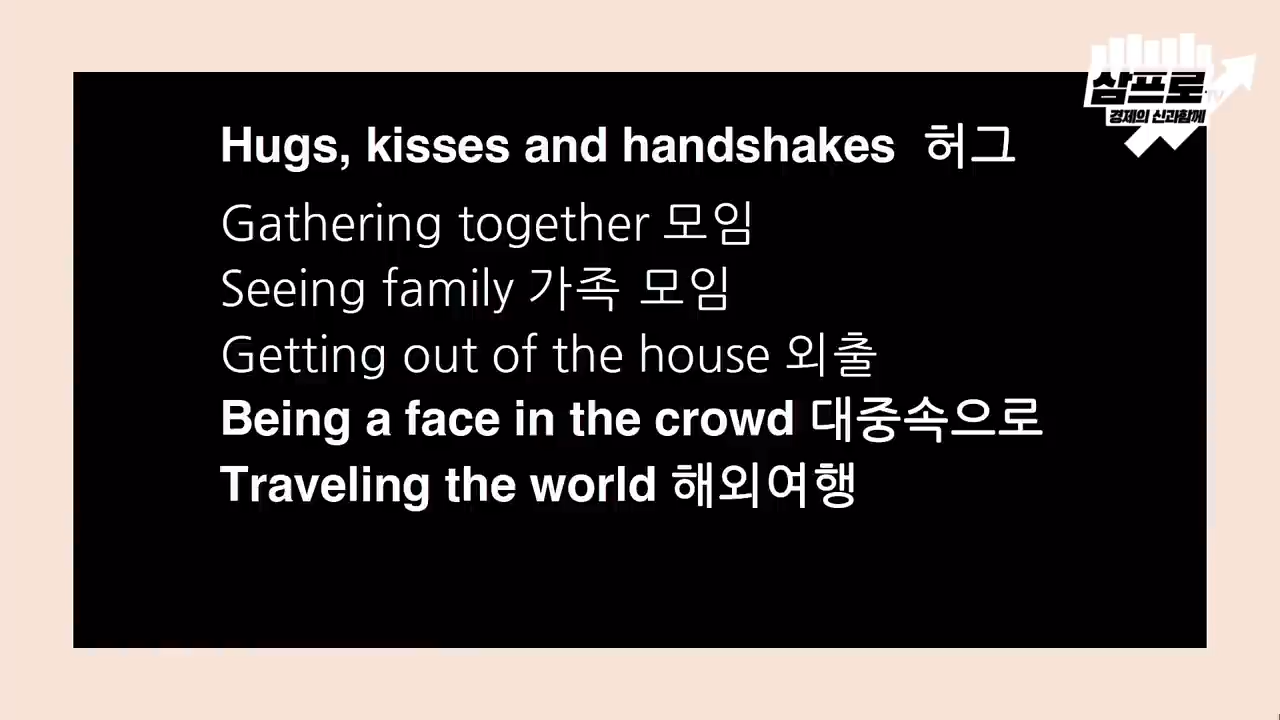 삼프로TV
경제의 신과함께
Hugs, kisses and handshakes 허그
Gathering together 모임
Seeing family 가족 모임
Getting out of the house 외출
Being a face in the crowd 대중속으로
Traveling the world 해외여행